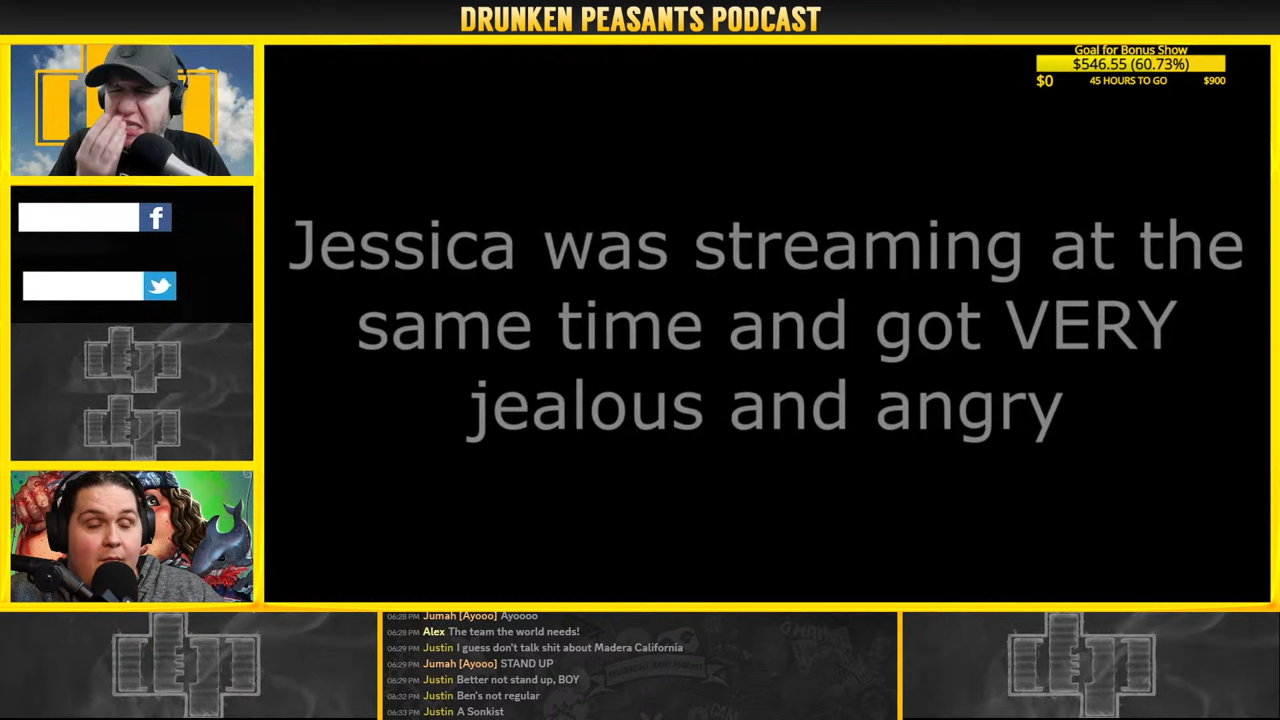 DRUNKEN PEASANTS PODCAST
Goal for Bonus Show
$546.55 (60.73%)
$0 45 HOURS TO GO $900
Jessica was streaming at the
same time and got VERY
jealous and angry
06:28 PM Jumah [Ayooo] Ayoooo
06:28 PM Alex The team the world needs!
06:29 PM Justin I guess don't talk shit about Madera California
06:29 PM Jumah [Ayooo] STAND UP
06:29 PM Justin Better not stand up, BOY
06:32 PM Justin Ben's not regular
06:33 PM Justin A Sonkist